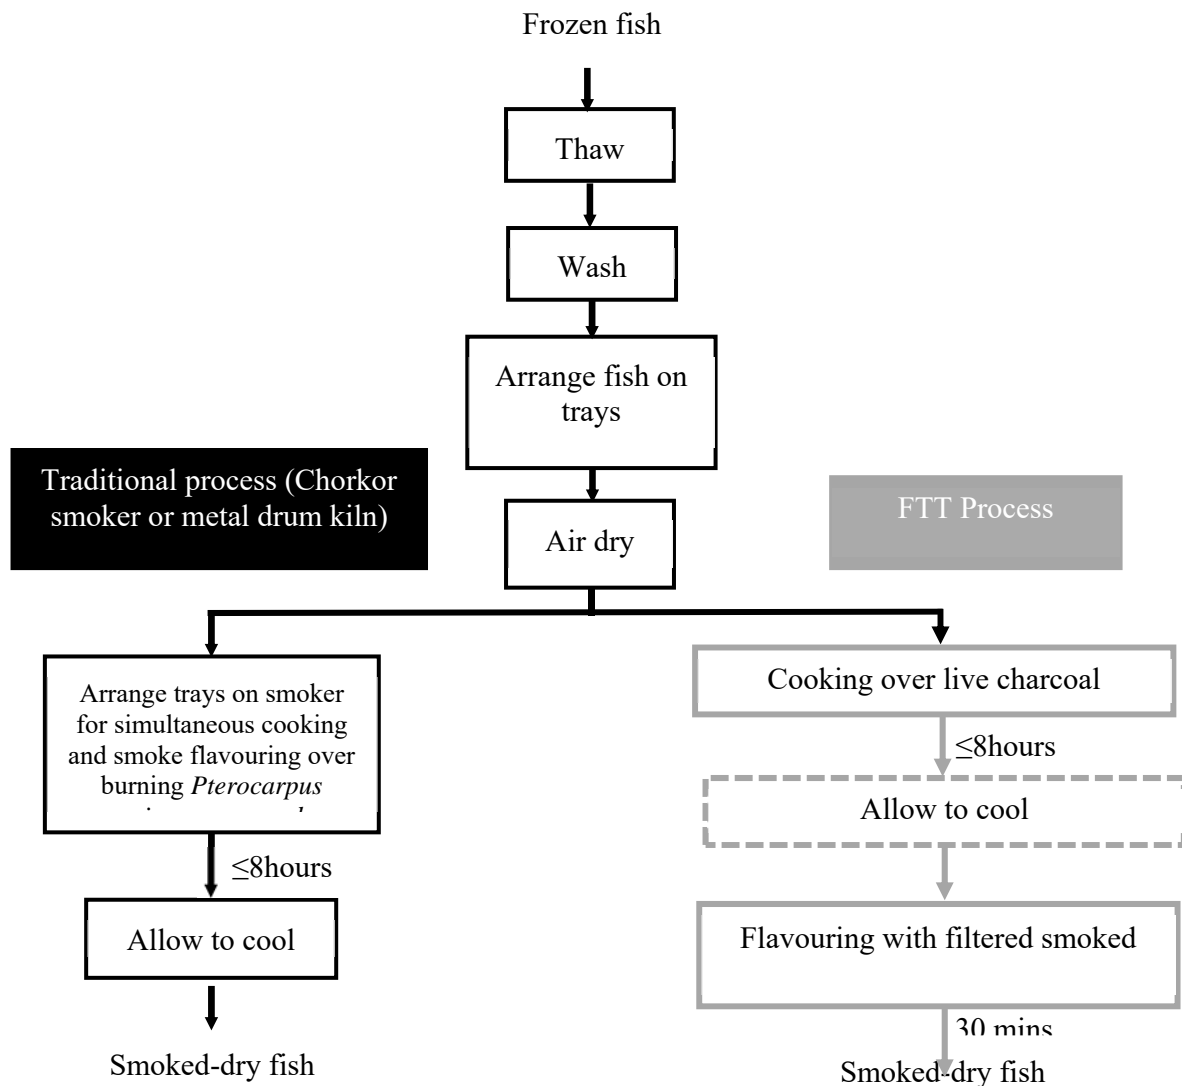 Frozen fish
Thaw
Wash
Arrange fish on
trays
Traditional process (Chorkor
smoker or metal drum kiln)
FTT Process
Air dry
Arrange trays on smoker
for simultaneous cooking
and smoke flavouring over
burning Pterocarpus
≤8hours
Allow to cool
Smoked-dry fish
Cooking over live charcoal
≤8hours
Allow to cool
Flavouring with filtered smoked
30 mins
Smoked-dry fish